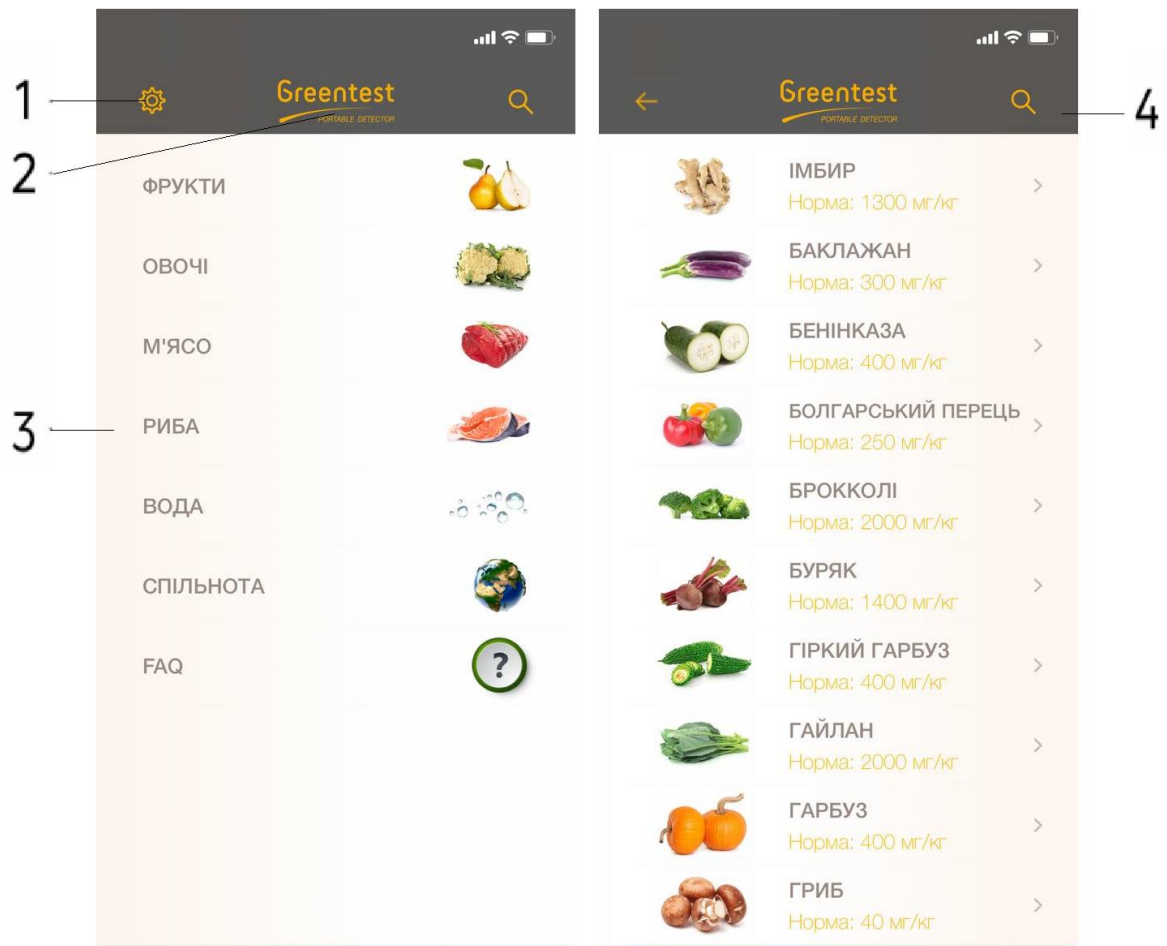 1
2
3
Greentest
PORTABLE DETECTOR
ФРУКТИ
ОВОЧІ
М'ЯСО
РИБА
ВОДА
СПІЛЬНОТА
FAQ
?
4
Greentest
PORTABLE DETECTOR
ІМБИР
Норма: 1300 мг/кг
БАКЛАЖАН
Норма: 300 мг/кг
БЕНІНКАЗА
Норма: 400 мг/кг
БОЛГАРСЬКИЙ ПЕРЕЦЬ
Норма: 250 мг/кг
БРОККОЛІ
Норма: 2000 мг/кг
БУРЯК
Норма: 1400 мг/кг
ГІРКИЙ ГАРБУЗ
Норма: 400 мг/кг
ГАЙЛАН
Норма: 2000 мг/кг
ГАРБУЗ
Норма: 400 мг/кг
ГРИБ
Норма: 40 мг/кг